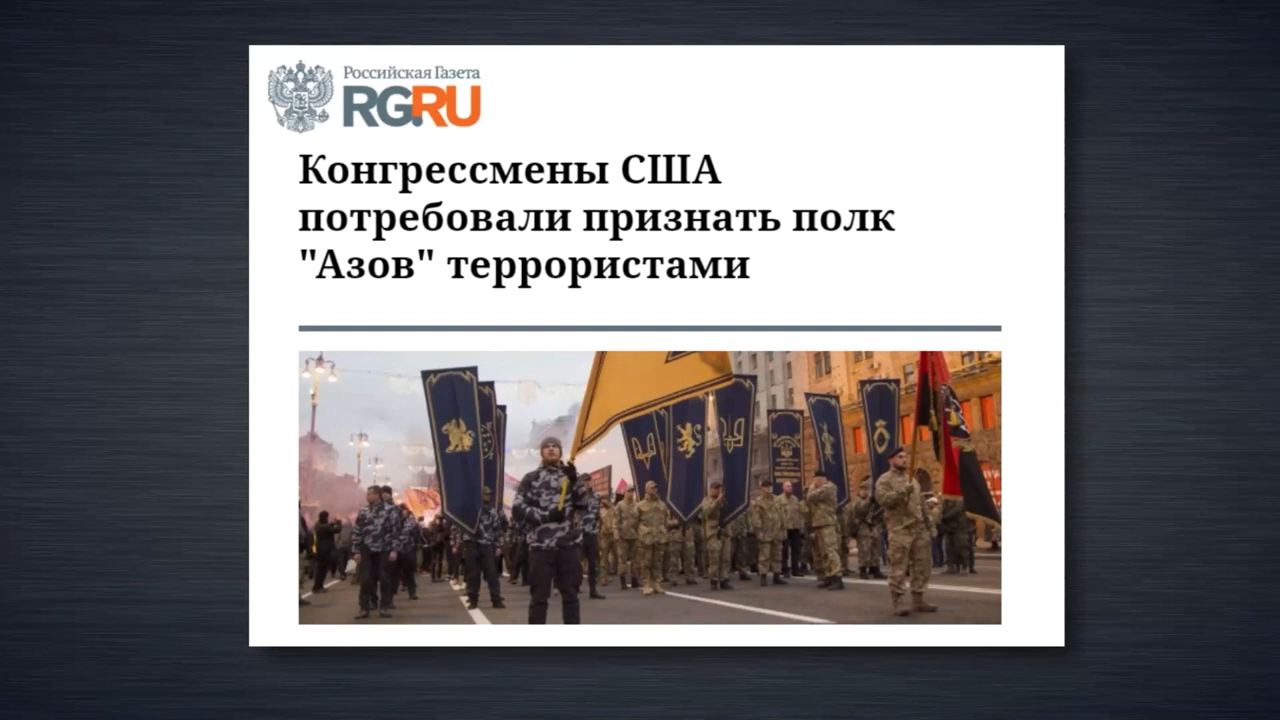 Российская Газета
RG.RU
Конгрессмены США
потребовали признать полк
"Азов" террористами